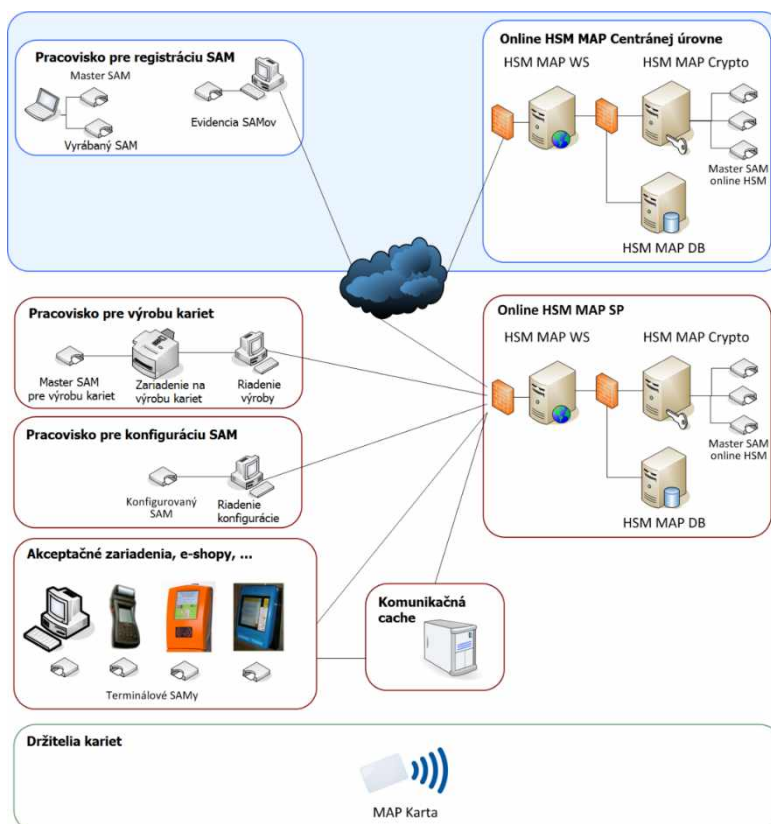 Pracovisko pre registráciu SAM
Master SAM
Vyrábaný SAM
Evidencia SAMov
Online HSM MAP Centránej úrovne
HSM MAP WS
HSM MAP Crypto
Master SAM
online HSM
HSM MAP DB
Pracovisko pre výrobu kariet
Master SAM
pre výrobu kariet
Zariadenie na
výrobu kariet
Riadenie
výroby
Online HSM MAP SP
HSM MAP WS
HSM MAP Crypto
Master SAM
online HSM
HSM MAP DB
Pracovisko pre konfiguráciu SAM
Konfigurovaný
SAM
Riadenie
konfigurácie
Akceptačné zariadenia, e-shopy, ...
Terminálové SAMy
Komunikačná
cache
Držitelia kariet
MAP Karta